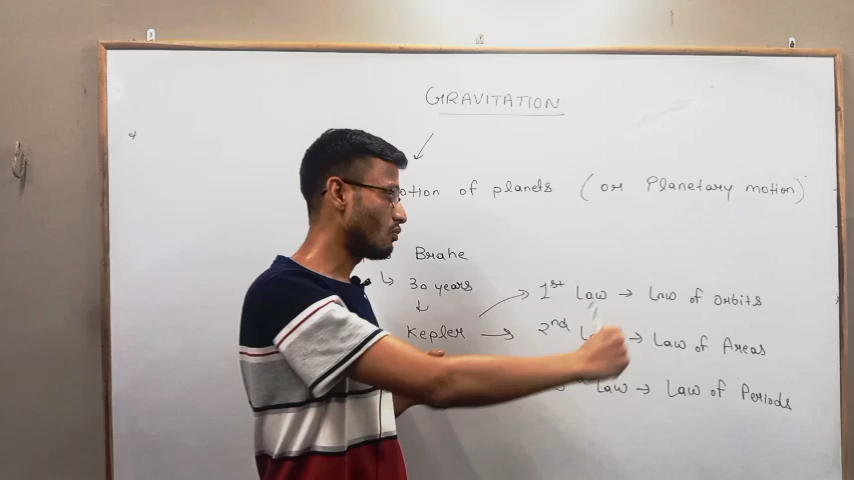 GRAVITATION
otion of planets (or Planetary motion)
Brahe
↳ 30 years
↓
Kepler → 1st Law → Law of orbits
→ 2nd L → Law of Areas
Law → Law of Periods